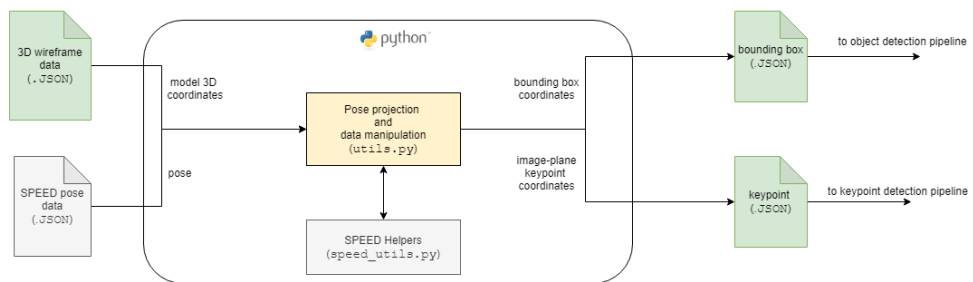 3D wireframe
data
(.JSON)
SPEED pose
data
(.JSON)
model 3D
coordinates
pose
python™
Pose projection
and
data manipulation
(utils.py)
SPEED Helpers
(speed_utils.py)
bounding box
coordinates
image-plane
keypoint
coordinates
bounding box
(.JSON)
to object detection pipeline
keypoint
(.JSON)
to keypoint detection pipeline